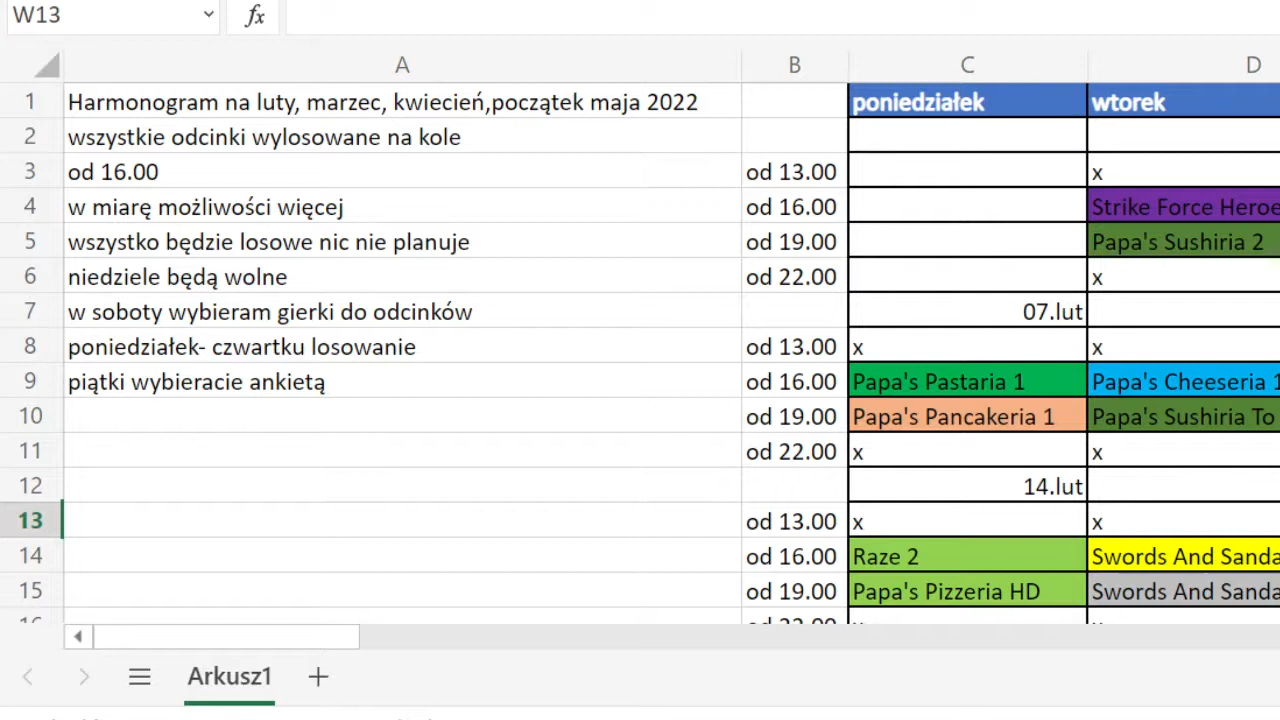 W13 fx
A B C D
1 Harmonogram na luty, marzec, kwiecień,początek maja 2022 poniedziałek wtorek
2 wszystkie odcinki wylosowane na kole
3 od 16.00 od 13.00 x
4 w miarę możliwości więcej od 16.00 Strike Force Heroe
5 wszystko będzie losowe nic nie planuje od 19.00 Papa's Sushiria 2
6 niedziele będą wolne od 22.00 x
7 w soboty wybieram gierki do odcinków 07.lut
8 poniedziałek- czwartku losowanie od 13.00 x x
9 piątki wybieracie ankietą od 16.00 Papa's Pastaria 1 Papa's Cheeseria 1
10 od 19.00 Papa's Pancakeria 1 Papa's Sushiria To
11 od 22.00 x x
12 14.lut
13 od 13.00 x x
14 od 16.00 Raze 2 Swords And Sanda
15 od 19.00 Papa's Pizzeria HD Swords And Sanda
Arkusz1